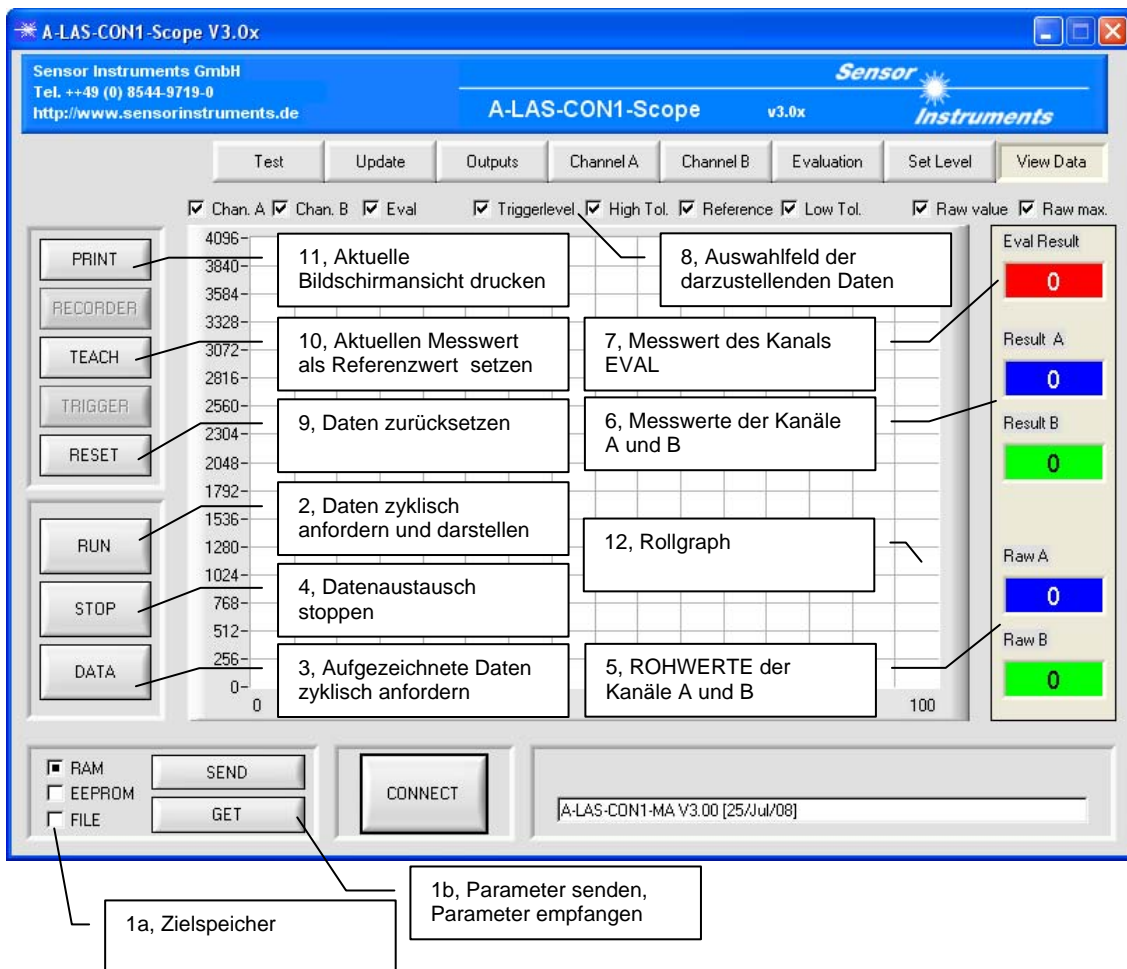 A-LAS-CON1-Scope V3.0x
Sensor Instruments GmbH
Tel. ++49 (0) 8544-9719-0
http://www.sensorinstruments.de
A-LAS-CON1-Scope v3.0x
Sensor
Instruments
Test Update Outputs Channel A Channel B Evaluation Set Level View Data
Chan. A Chan. B Eval Triggerlevel High Tol. Reference Low Tol. Raw value Raw max.
PRINT
RECORDER
TEACH
TRIGGER
RESET
RUN
STOP
DATA
4096
3840
3584
3328
3072
2816
2560
2304
2048
1792
1536
1280
1024
768
512
256
0
0 100
11, Aktuelle
Bildschirmansicht drucken
8, Auswahlfeld der
darzustellenden Daten
10, Aktuellen Messwert
als Referenzwert setzen
7, Messwert des Kanals
EVAL
9, Daten zurücksetzen
6, Messwerte der Kanäle
A und B
2, Daten zyklisch
anfordern und darstellen
12, Rollgraph
4, Datenaustausch
stoppen
3, Aufgezeichnete Daten
zyklisch anfordern
5, ROHWERTE der
Kanäle A und B
Eval Result
0
Result A
0
Result B
0
Raw A
0
Raw B
0
RAM
EEPROM
FILE
SEND
GET
CONNECT
A-LAS-CON1-MA V3.00 [25/Jul/08]
1b, Parameter senden,
Parameter empfangen
1a, Zielspeicher